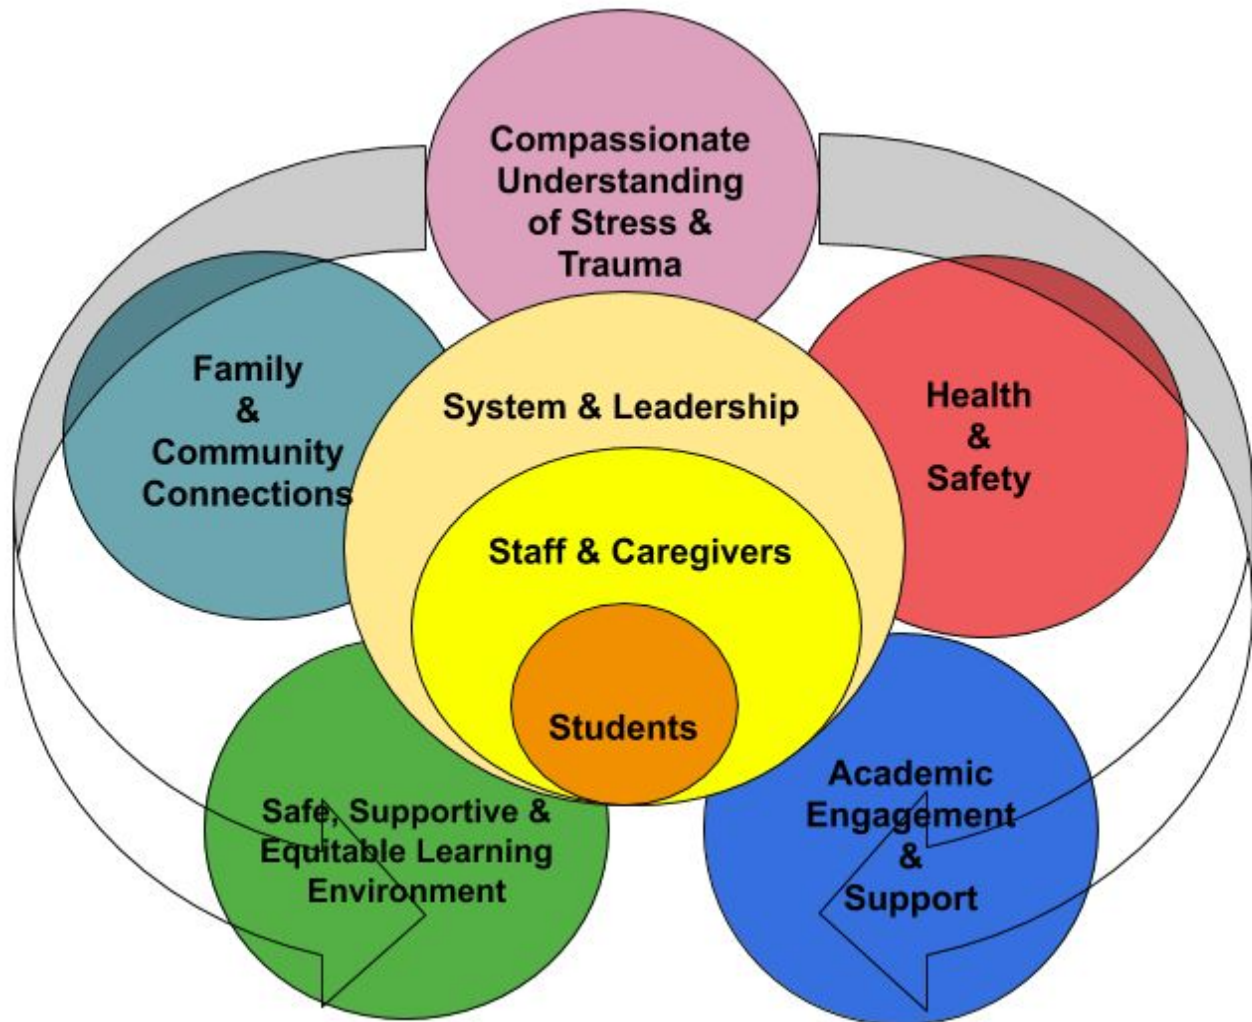 Compassionate
Understanding
of Stress &
Trauma
Family
&
Community
Connections
System & Leadership
Health
&
Safety
Staff & Caregivers
Students
Safe, Supportive &
Equitable Learning
Environment
Academic
Engagement
&
Support